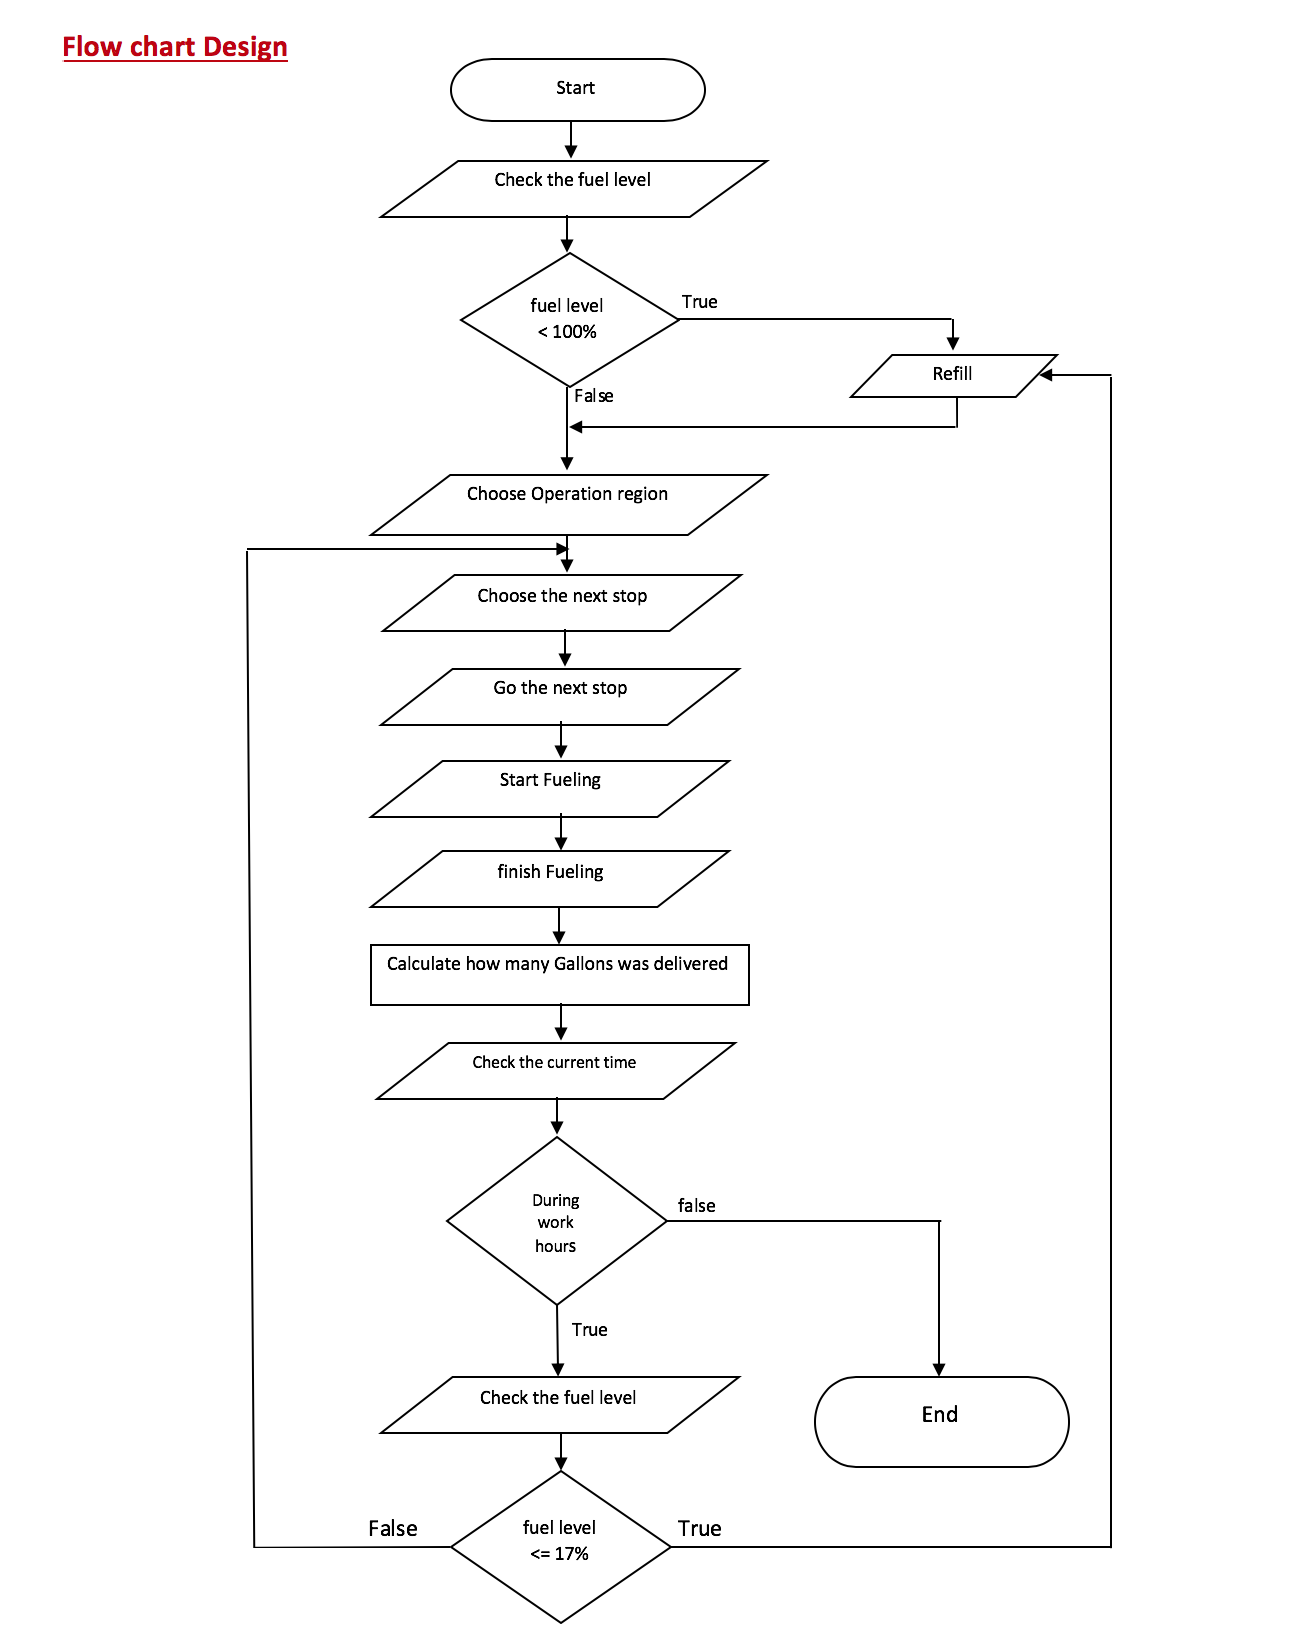 Flow chart Design
Start
Check the fuel level
fuel level
< 100%
True
Refill
False
Choose Operation region
Choose the next stop
Go the next stop
Start Fueling
finish Fueling
Calculate how many Gallons was delivered
Check the current time
During
work
hours
false
True
Check the fuel level
End
False
fuel level
<= 17%
True